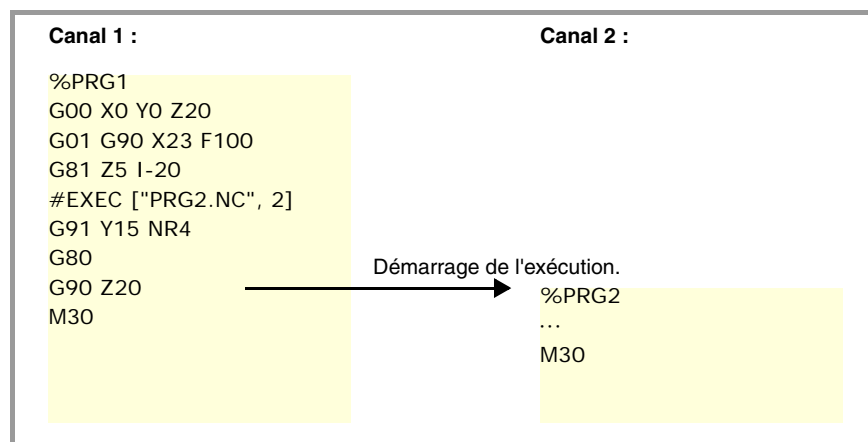 Canal 1 :
Canal 2 :
%PRG1
G00 X0 Y0 Z20
G01 G90 X23 F100
G81 Z5 I-20
#EXEC ["PRG2.NC", 2]
G91 Y15 NR4
G80
G90 Z20
M30
Démarrage de l'exécution.
%PRG2
...
M30